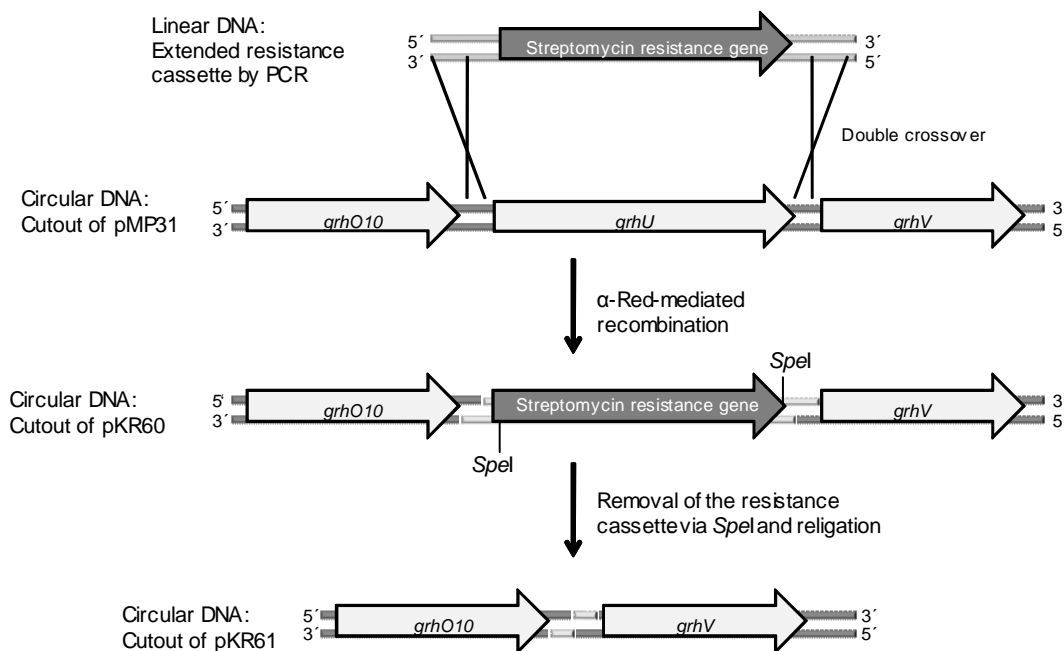 Linear DNA:
Extended resistance
cassette by PCR
5´
3´
Streptomycin resistance gene
3´
5´
Double crossover
Circular DNA:
Cutout of pMP31
5´
3´
grhO10
grhU
grhV
3
5
α-Red-mediated
recombination
SpeI
Circular DNA:
Cutout of pKR60
5'
3´
grhO10
Streptomycin resistance gene
grhV
3
5
SpeI
Removal of the resistance
cassette via SpeI and religation
Circular DNA:
Cutout of pKR61
5´
3´
grhO10
grhV
3´
5´